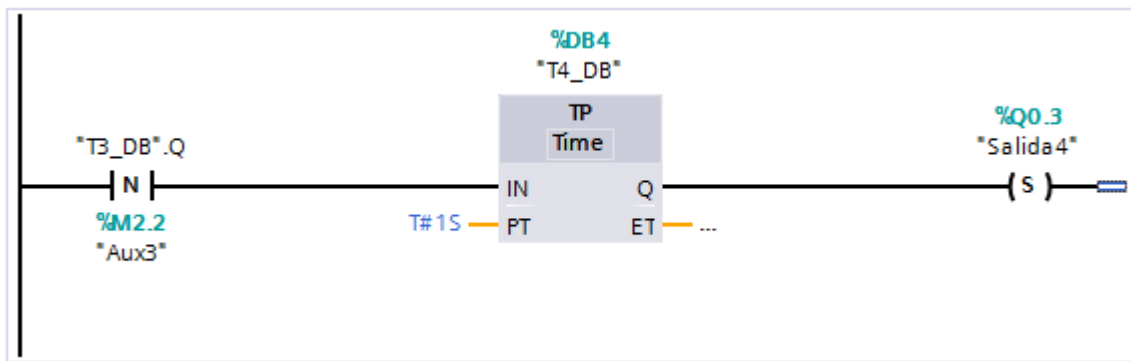 %DB4
"T4_DB"
TP
Time
"T3_DB".Q
N
%M2.2
"Aux3"
IN
Q
T#1S
PT
ET
...
%Q0.3
"Salida4"
S